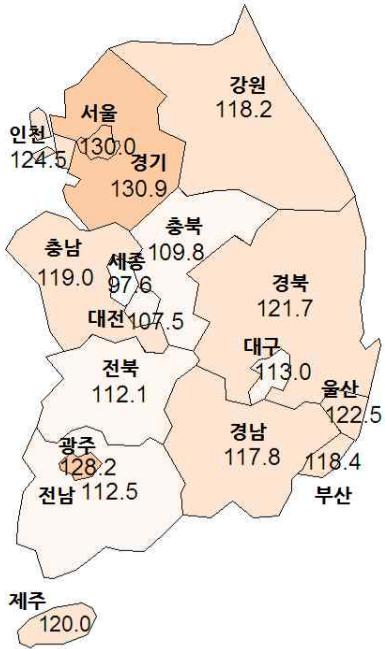 강원
118.2
서울
130.0
인천
124.5
경기
130.9
충북
109.8
충남
119.0
세종
97.6
대전 107.5
경북
121.7
대구
113.0
전북
112.1
울산
122.5
경남
117.8
118.4
부산
광주
128.2
전남 112.5
제주
120.0